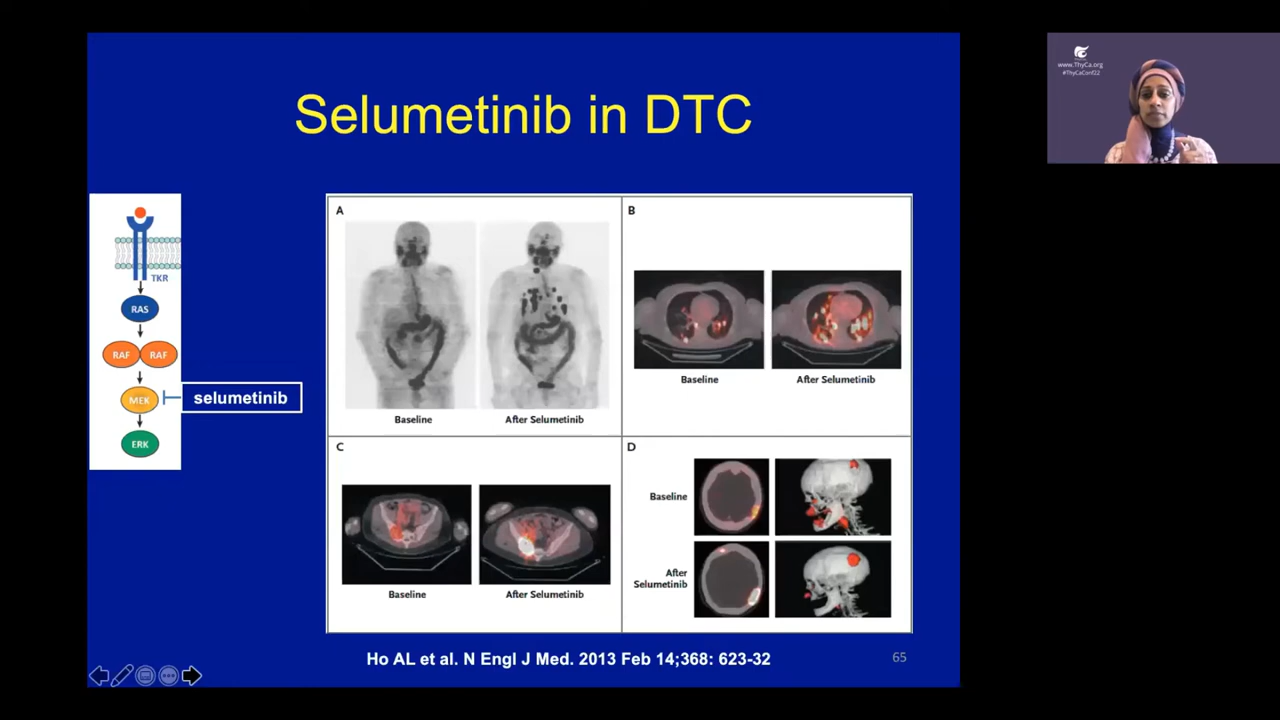 Selumetinib in DTC
TKR
RAS
RAF RAF
MEK
selumetinib
ERK
A
Baseline
After Selumetinib
B
Baseline
After Selumetinib
C
Baseline
After Selumetinib
D
Baseline
After
Selumetinib
Ho AL et al. N Engl J Med. 2013 Feb 14;368: 623-32
65
www.ThyCa.org
#ThyCaConf22